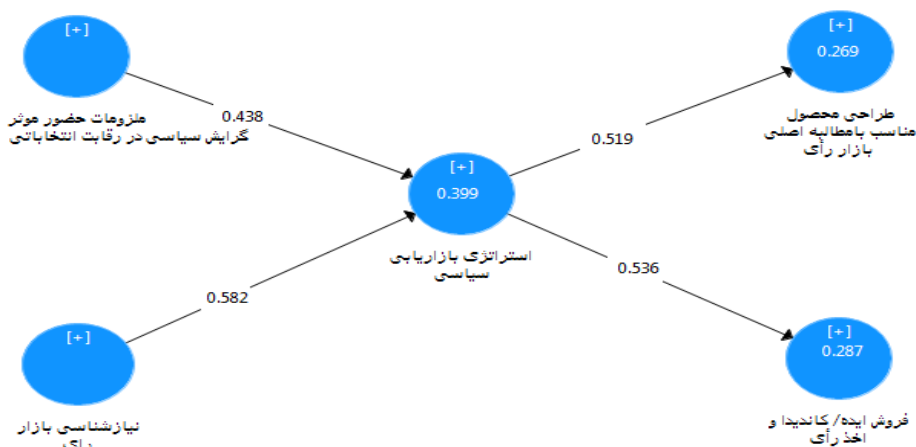 [+]
ملزومات حضور موثر
گرایش سیاسی در رقابت انتخاباتی
0.438
[+]
0.269
طراحی محصول
مناسب بامطالبه اصلی
بازار رأی
0.519
[+]
0.399
استراتژی بازاریابی
سیاسی
0.582
0.536
[+]
نیازشناسی بازار
رای
[+]
0.287
فروش ایده/ کاندیدا و
اخذ رأی